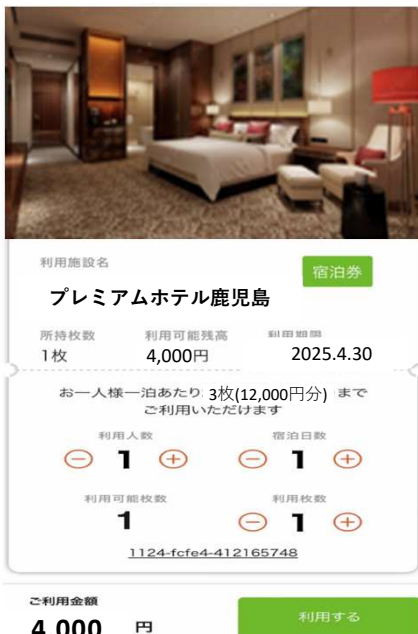 利用施設名
宿泊券
プレミアムホテル鹿児島
所持枚数 利用可能残高 利用期間
1枚 4,000円 2025.4.30
お一人様一泊あたり 3枚(12,000円分) まで
ご利用いただけます
利用人数 宿泊日数
− 1 + − 1 +
利用可能枚数 利用枚数
1 − 1 +
1124-fcfe4-412165748
ご利用金額
4,000 円 利用する